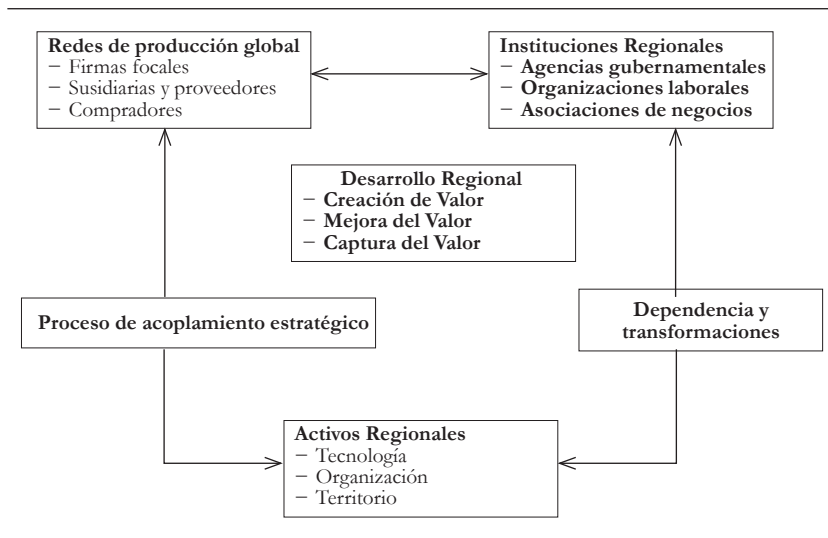 Redes de producción global
– Firmas focales
– Susidiarias y proveedores
– Compradores
Instituciones Regionales
– Agencias gubernamentales
– Organizaciones laborales
– Asociaciones de negocios
Desarrollo Regional
– Creación de Valor
– Mejora del Valor
– Captura del Valor
Proceso de acoplamiento estratégico
Dependencia y
transformaciones
Activos Regionales
– Tecnología
– Organización
– Territorio